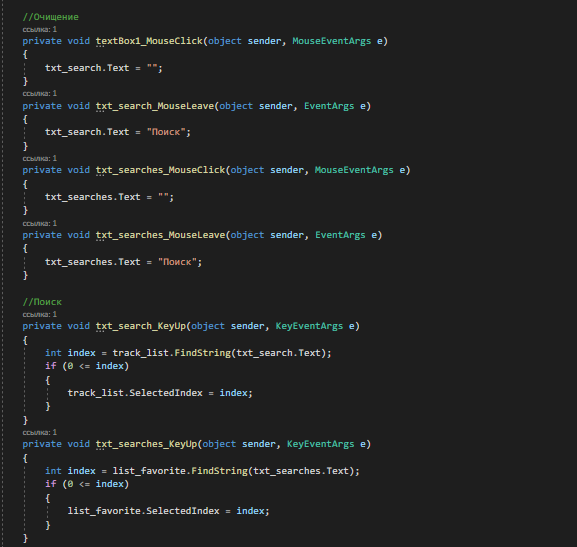 //Очищение
ссылка: 1
private void textBox1_MouseClick(object sender, MouseEventArgs e)
{
txt_search.Text = "";
}
ссылка: 1
private void txt_search_MouseLeave(object sender, EventArgs e)
{
txt_search.Text = "Поиск";
}
ссылка: 1
private void txt_searches_MouseClick(object sender, MouseEventArgs e)
{
txt_searches.Text = "";
}
ссылка: 1
private void txt_searches_MouseLeave(object sender, EventArgs e)
{
txt_searches.Text = "Поиск";
}
//Поиск
ссылка: 1
private void txt_search_KeyUp(object sender, KeyEventArgs e)
{
int index = track_list.FindString(txt_search.Text);
if (0 <= index)
{
track_list.SelectedIndex = index;
}
}
ссылка: 1
private void txt_searches_KeyUp(object sender, KeyEventArgs e)
{
int index = list_favorite.FindString(txt_searches.Text);
if (0 <= index)
{
list_favorite.SelectedIndex = index;
}
}